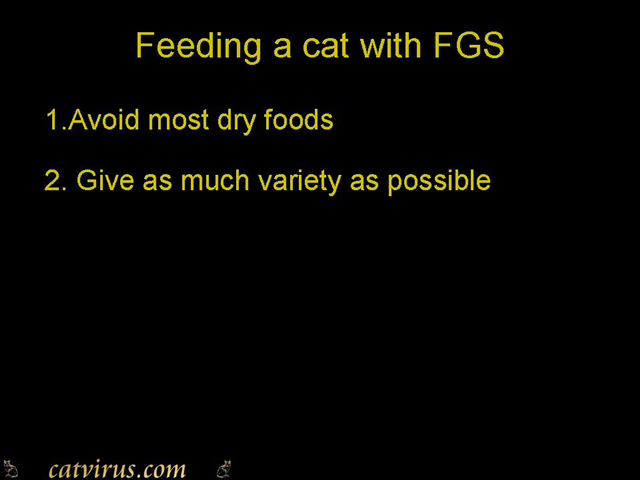 Feeding a cat with FGS
1.Avoid most dry foods
2. Give as much variety as possible
catvirus.com